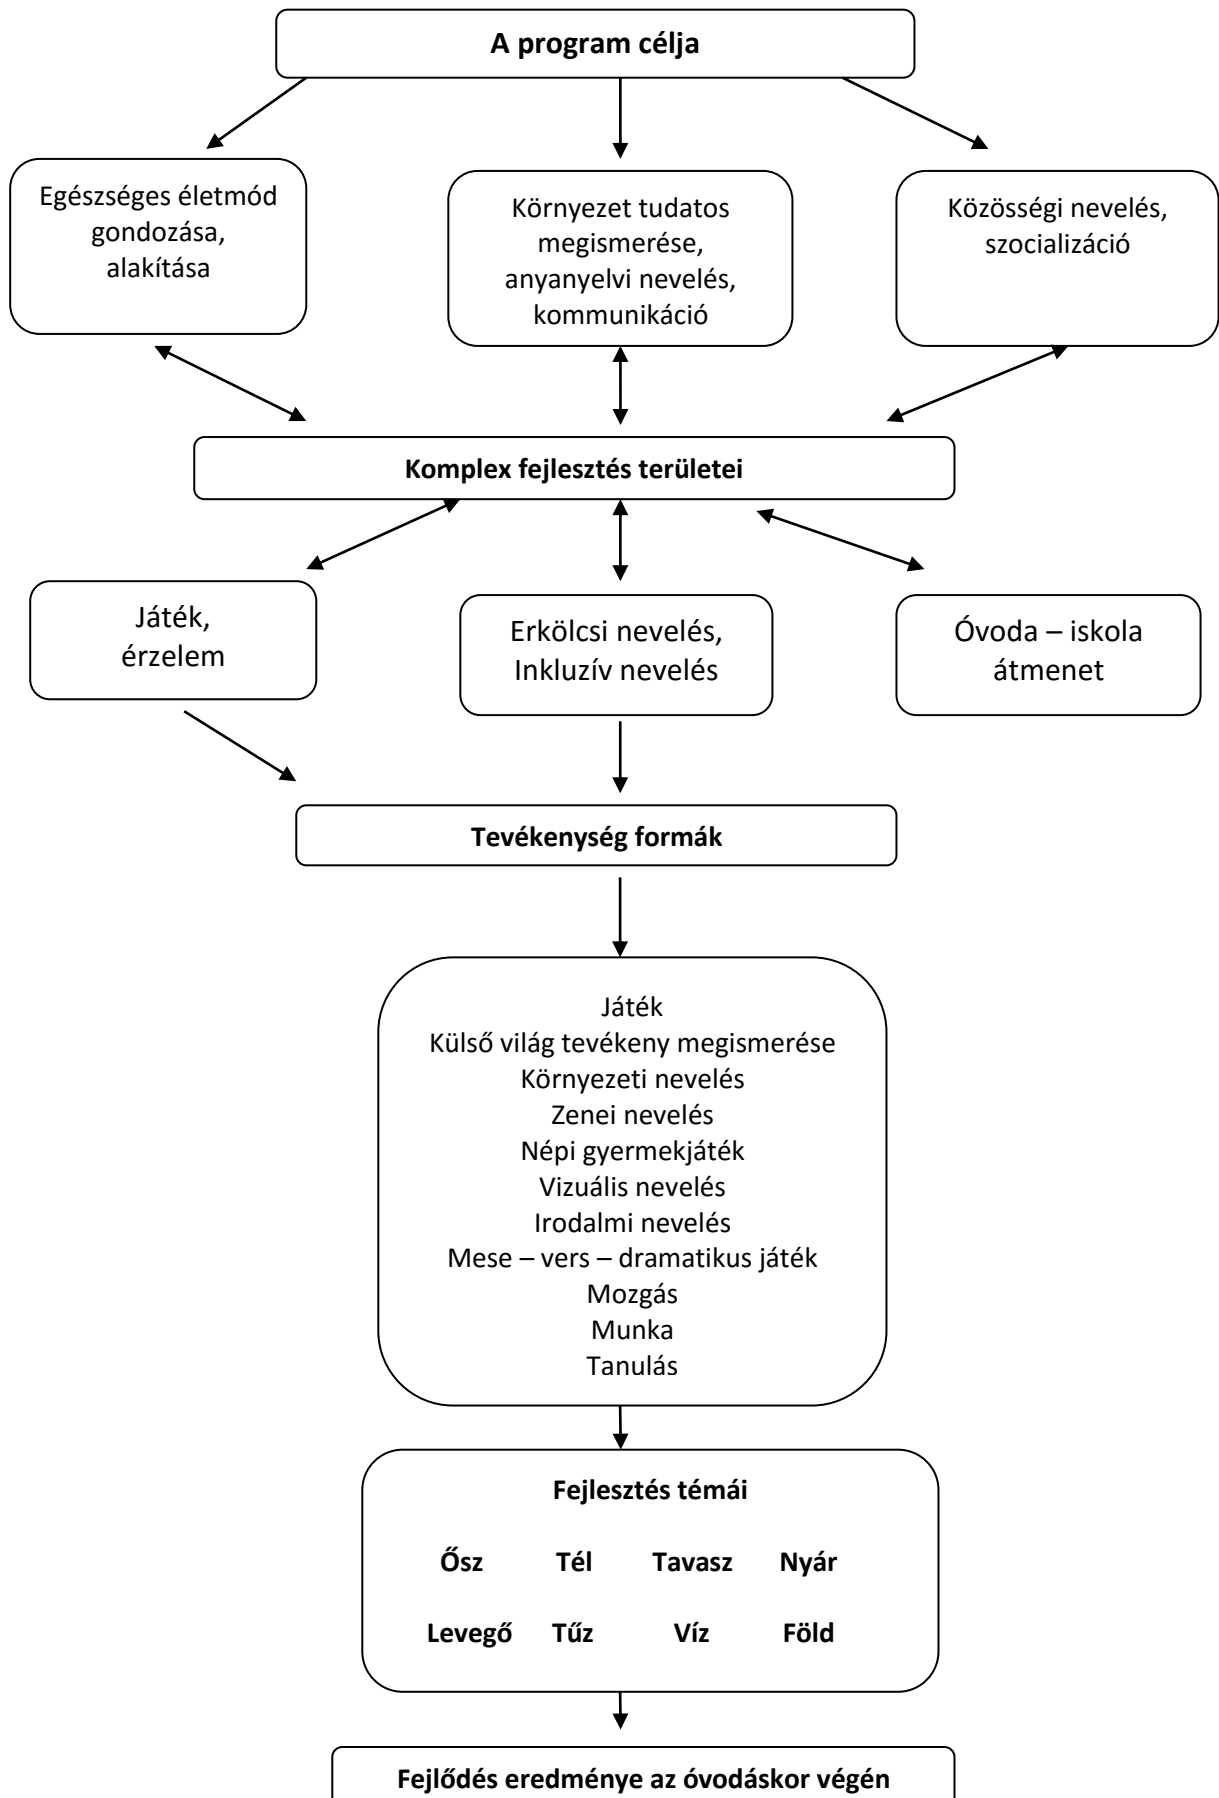 A program célja
Egészséges életmód
gondozása,
alakítása
Környezet tudatos
megismerése,
anyanyelvi nevelés,
kommunikáció
Közösségi nevelés,
szocializáció
Komplex fejlesztés területei
Játék,
érzelem
Erkölcsi nevelés,
Inkluzív nevelés
Óvoda – iskola
átmenet
Tevékenység formák
Játék
Külső világ tevékeny megismerése
Környezeti nevelés
Zenei nevelés
Népi gyermekjáték
Vizuális nevelés
Irodalmi nevelés
Mese – vers – dramatikus játék
Mozgás
Munka
Tanulás
Fejlesztés témái
Ősz Tél Tavasz Nyár
Levegő Tűz Víz Föld
Fejlődés eredménye az óvodáskor végén